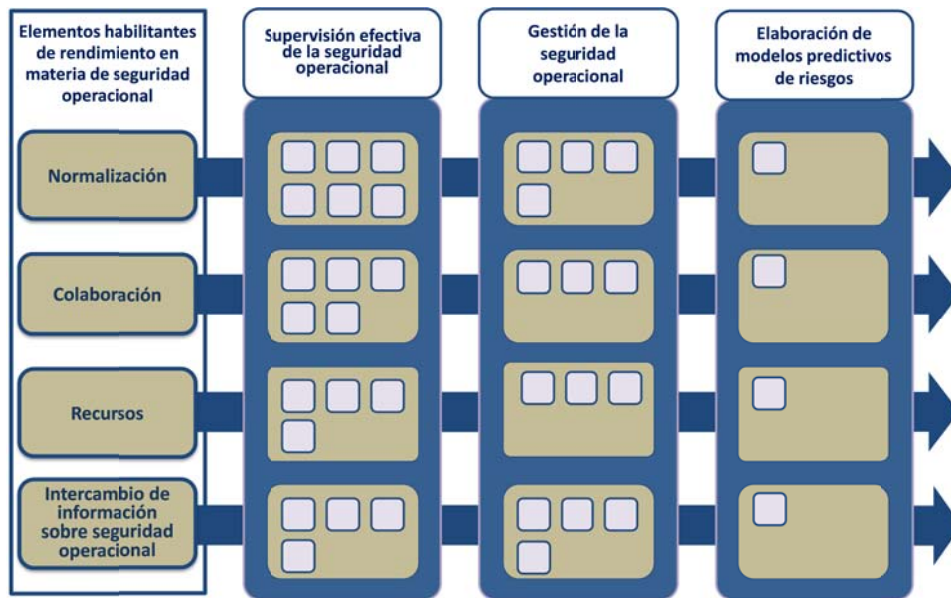 Elementos habilitantes
de rendimiento en
materia de seguridad
operacional
Supervisión efectiva
de la seguridad
operacional
Gestión de la
seguridad
operacional
Elaboración de
modelos predictivos
de riesgos
Normalización
Colaboración
Recursos
Intercambio de
información
sobre seguridad
operacional